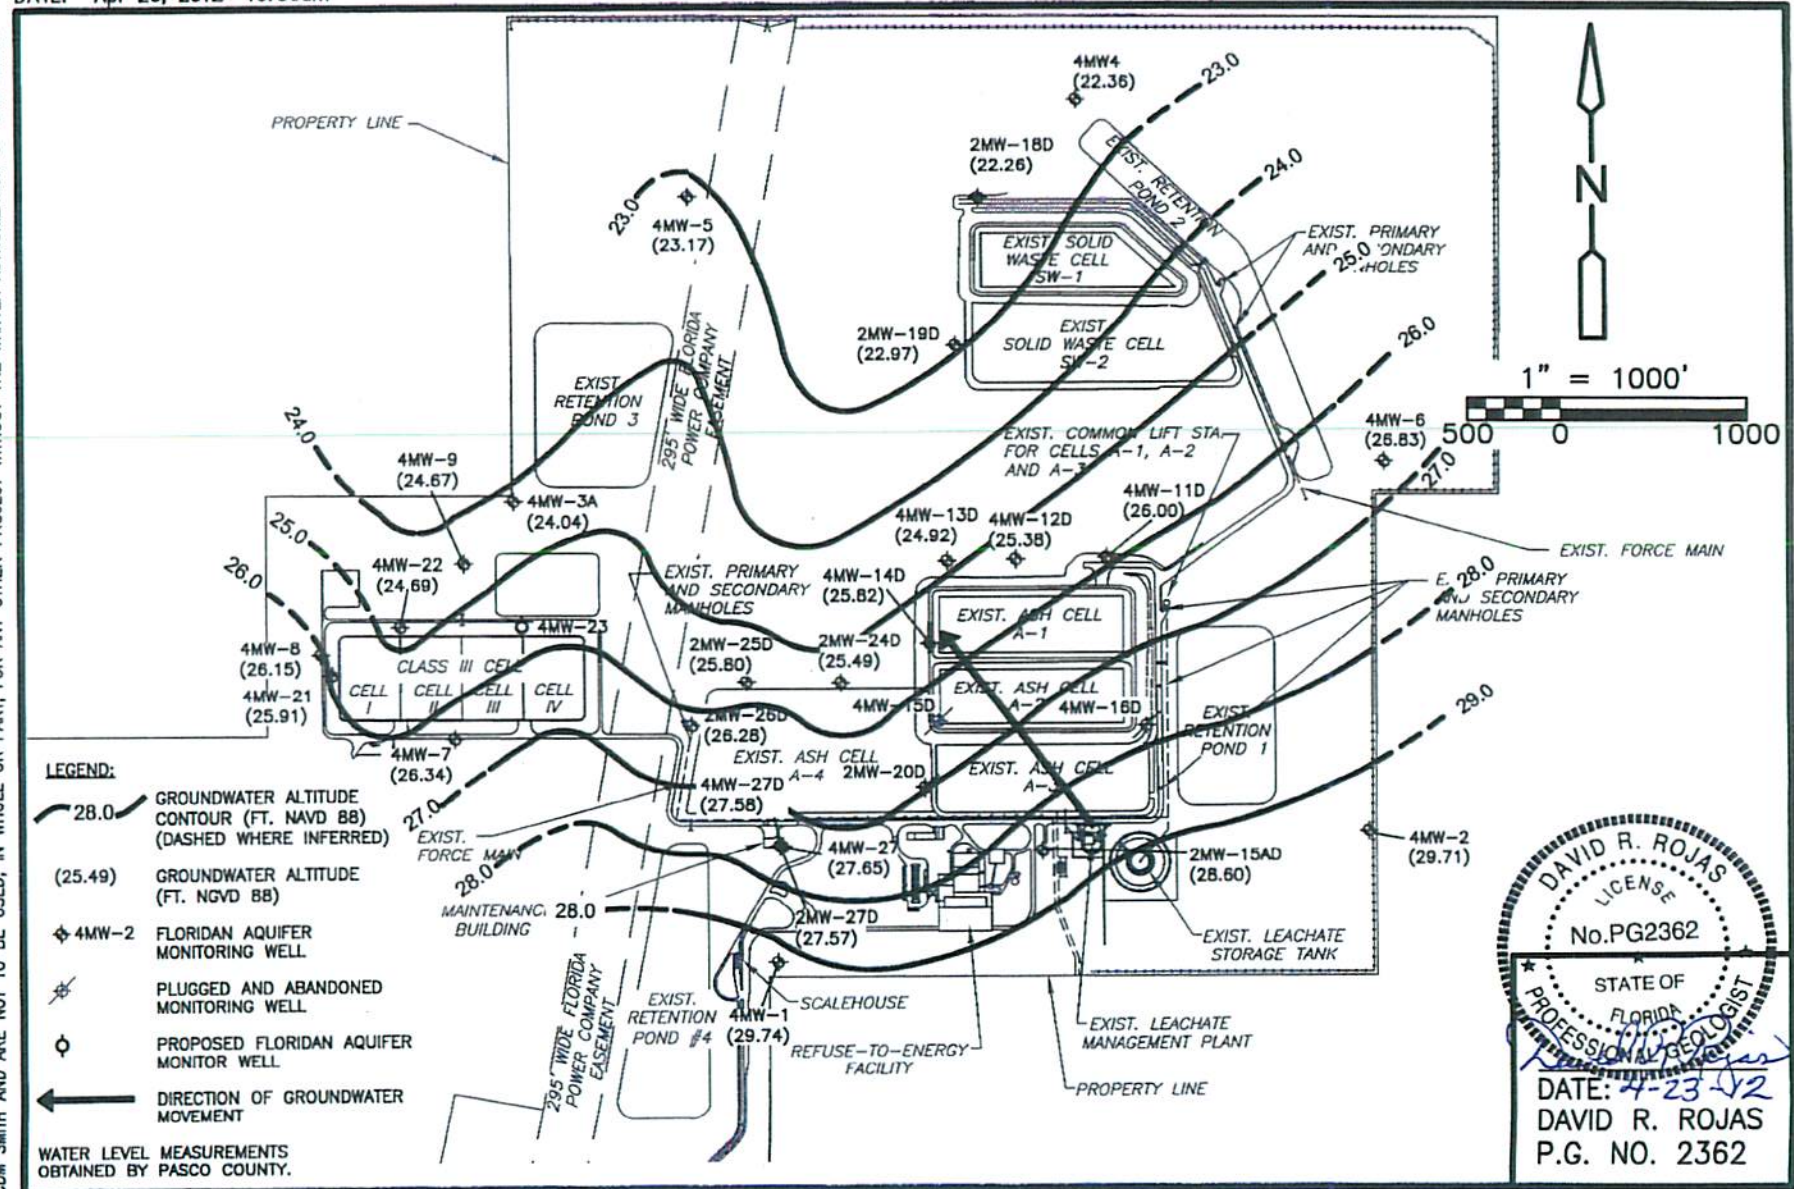 PROPERTY LINE
4MW4
(22.36)
23.0
2MW-18D
(22.26)
EXIST. RETENTION
POND 2
24.0
N
23.0
4MW-5
(23.17)
EXIST. SOLID
WASTE CELL
SW-1
EXIST. PRIMARY
25.0
2MW-19D
(22.97)
EXIST.
SOLID WASTE CELL
SW-2
26.0
295' WIDE FLORIDA
POWER COMPANY
EASEMENT
EXIST.
RETENTION
POND 3
1" = 1000'
500 0 1000
24.0
4MW-9
(24.67)
4MW-3A
(24.04)
EXIST. COMMON LIFT STA.
FOR CELLS A-1, A-2
AND A-3
4MW-6
(26.83)
27.0
4MW-11D
(26.00)
4MW-13D
(24.92)
4MW-12D
(25.38)
25.0
26.0
4MW-22
(24.69)
EXIST. PRIMARY
AND SECONDARY
MANHOLES
4MW-14D
(25.82)
EXIST. FORCE MAIN
28.0
PRIMARY
AND SECONDARY
MANHOLES
EXIST. ASH CELL
A-1
4MW-23
4MW-8
(26.15)
4MW-21
(25.91)
CLASS III CELL
CELL
I
CELL
II
CELL
III
CELL
IV
2MW-25D
(25.80)
2MW-24D
(25.49)
EXIST. ASH CELL
A-2
4MW-15D
4MW-16D
29.0
2MW-26D
(26.28)
EXIST.
RETENTION
POND 1
4MW-7
(26.34)
EXIST. ASH CELL
A-4
2MW-20D
EXIST. ASH CELL
A-3
4MW-27D
(27.58)
27.0
EXIST.
FORCE MAIN
28.0
4MW-27
(27.65)
2MW-15AD
(28.60)
4MW-2
(29.71)
MAINTENANCE
BUILDING
28.0
2MW-27D
(27.57)
EXIST. LEACHATE
STORAGE TANK
295' WIDE FLORIDA
POWER COMPANY
EASEMENT
EXIST.
RETENTION
POND #4
SCALEHOUSE
4MW-1
(29.74)
REFUSE-TO-ENERGY
FACILITY
EXIST. LEACHATE
MANAGEMENT PLANT
PROPERTY LINE
LEGEND:
28.0
GROUNDWATER ALTITUDE
CONTOUR (FT. NAVD 88)
(DASHED WHERE INFERRED)
(25.49)
GROUNDWATER ALTITUDE
(FT. NGVD 88)
4MW-2
FLORIDAN AQUIFER
MONITORING WELL
PLUGGED AND ABANDONED
MONITORING WELL
PROPOSED FLORIDAN AQUIFER
MONITOR WELL
DIRECTION OF GROUNDWATER
MOVEMENT
WATER LEVEL MEASUREMENTS
OBTAINED BY PASCO COUNTY.
DAVID R. ROJAS
LICENSE
No.PG2362
STATE OF
FLORIDA
PROFESSIONAL GEOLOGIST
DATE: 4-23-12
DAVID R. ROJAS
P.G. NO. 2362